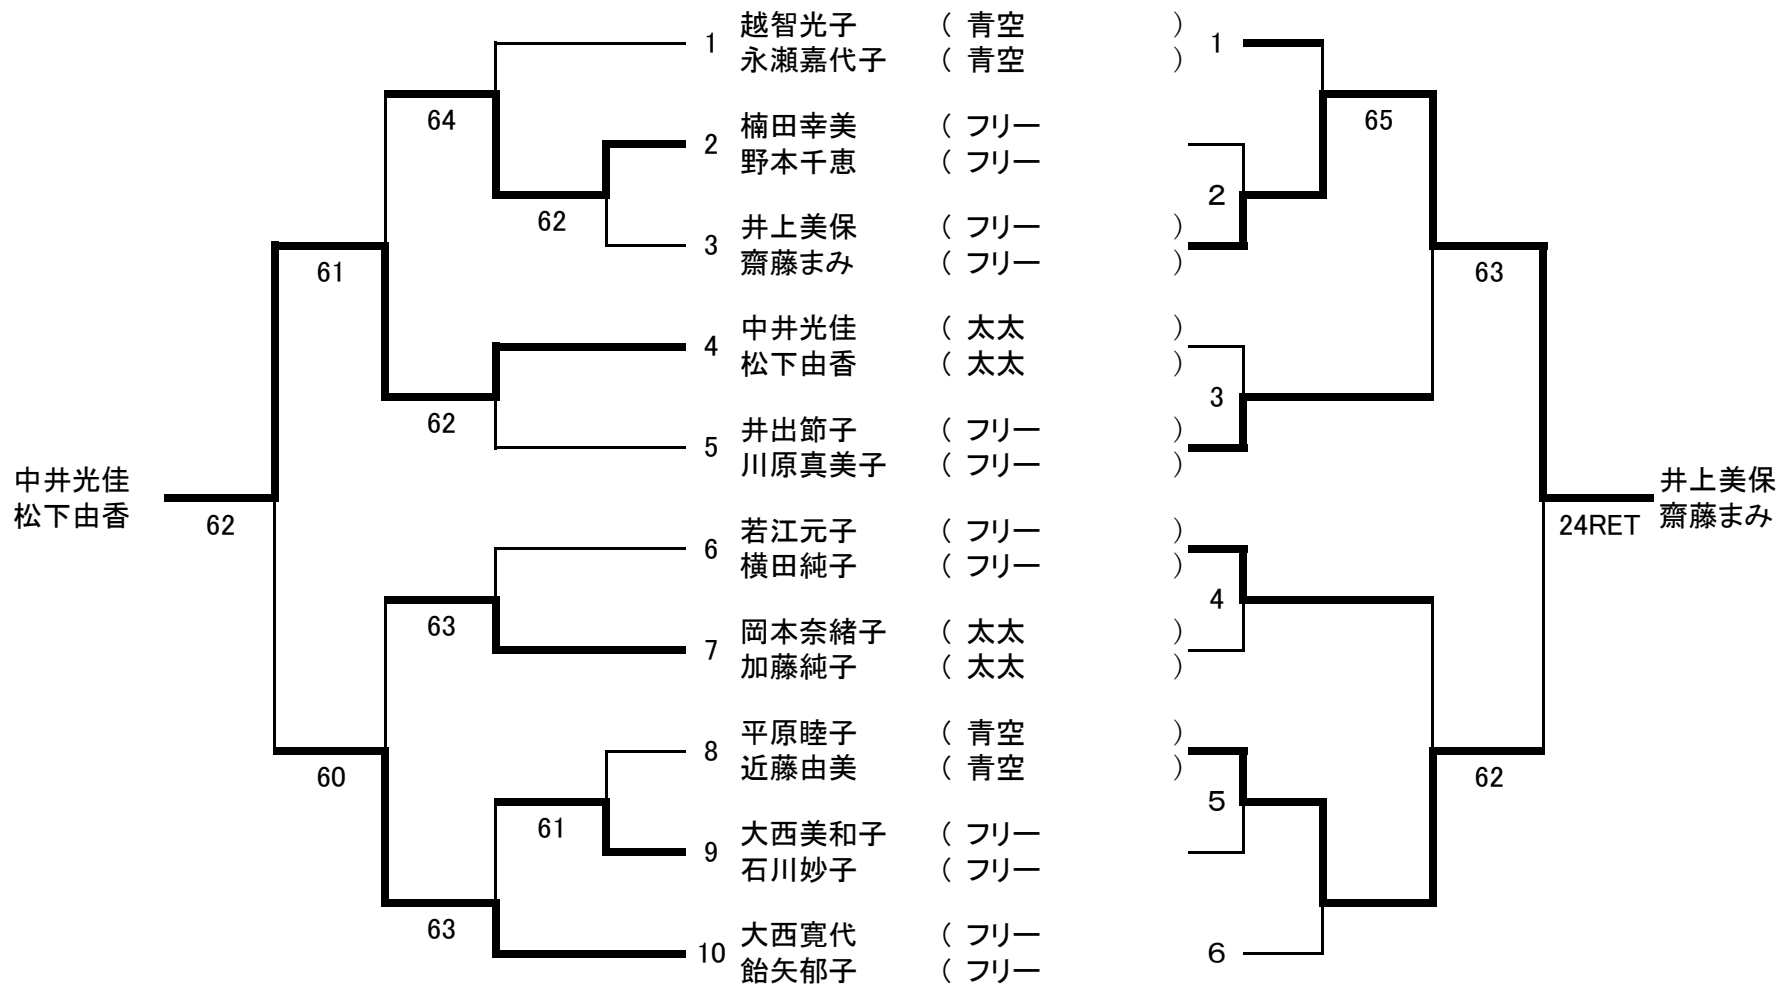 1 越智光子 ( 青空 ) 1
永瀬嘉代子 ( 青空 )
64 65
2 楠田幸美 ( フリー
野本千恵 ( フリー
2
62
3 井上美保 ( フリー )
齋藤まみ ( フリー )
61 63
4 中井光佳 ( 太太 )
松下由香 ( 太太 )
3
62
5 井出節子 ( フリー )
川原真美子 ( フリー )
中井光佳 井上美保
松下由香 齋藤まみ
62 24RET
6 若江元子 ( フリー )
横田純子 ( フリー )
4
63
7 岡本奈緒子 ( 太太 )
加藤純子 ( 太太 )
8 平原睦子 ( 青空 )
近藤由美 ( 青空 )
60 62
5
61
9 大西美和子 ( フリー
石川妙子 ( フリー
63
10 大西寛代 ( フリー 6
飴矢郁子 ( フリー